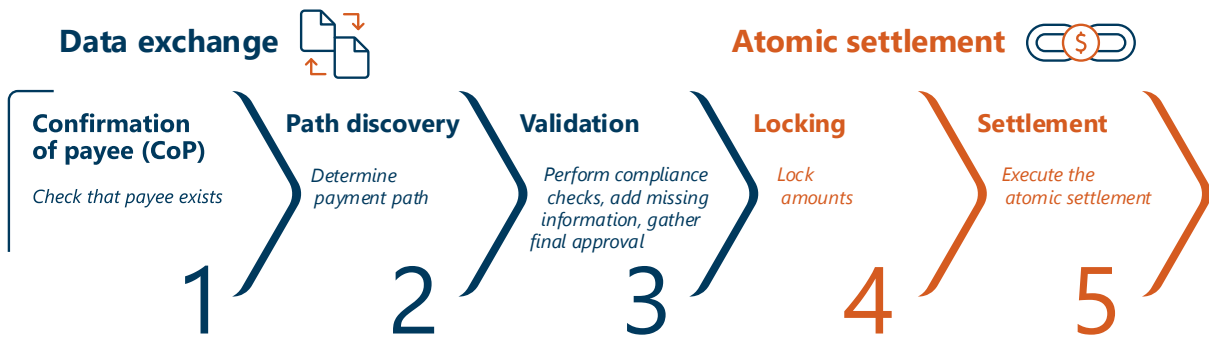 Data exchange
Atomic settlement
$
Confirmation
of payee (CoP)
Check that payee exists
1
Path discovery
Determine
payment path
2
Validation
Perform compliance
checks, add missing
information, gather
final approval
3
Locking
Lock
amounts
4
Settlement
Execute the
atomic settlement
5